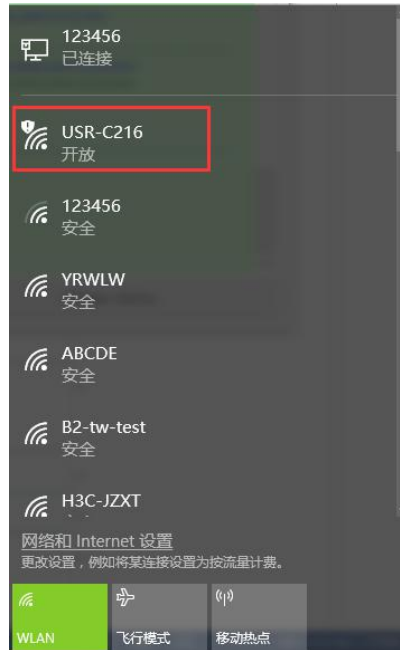 123456
已连接
USR-C216
开放
123456
安全
YRWLW
安全
ABCDE
安全
B2-tw-test
安全
H3C-JZXT
网络和 Internet 设置
更改设置，例如将某连接设置为按流量计费。
WLAN
飞行模式
移动热点